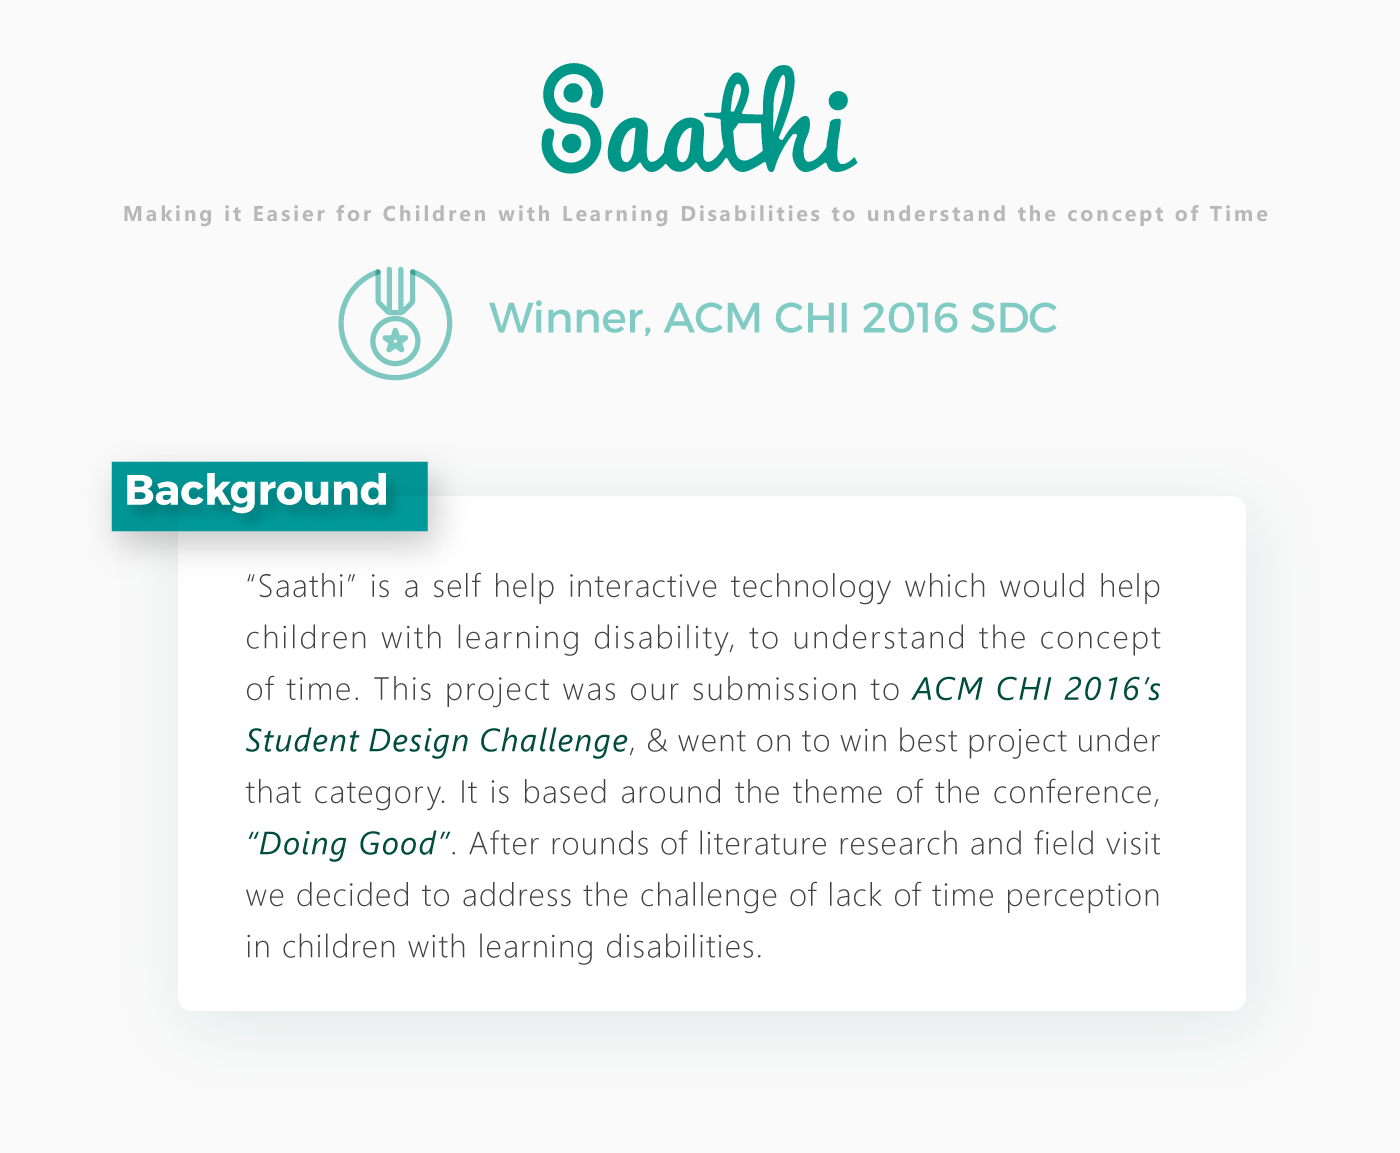 Saathi
Making it Easier for Children with Learning Disabilities to understand the concept of Time
Winner, ACM CHI 2016 SDC
Background
“Saathi” is a self help interactive technology which would help
children with learning disability, to understand the concept
of time. This project was our submission to ACM CHI 2016’s
Student Design Challenge, & went on to win best project under
that category. It is based around the theme of the conference,
“Doing Good”. After rounds of literature research and field visit
we decided to address the challenge of lack of time perception
in children with learning disabilities.